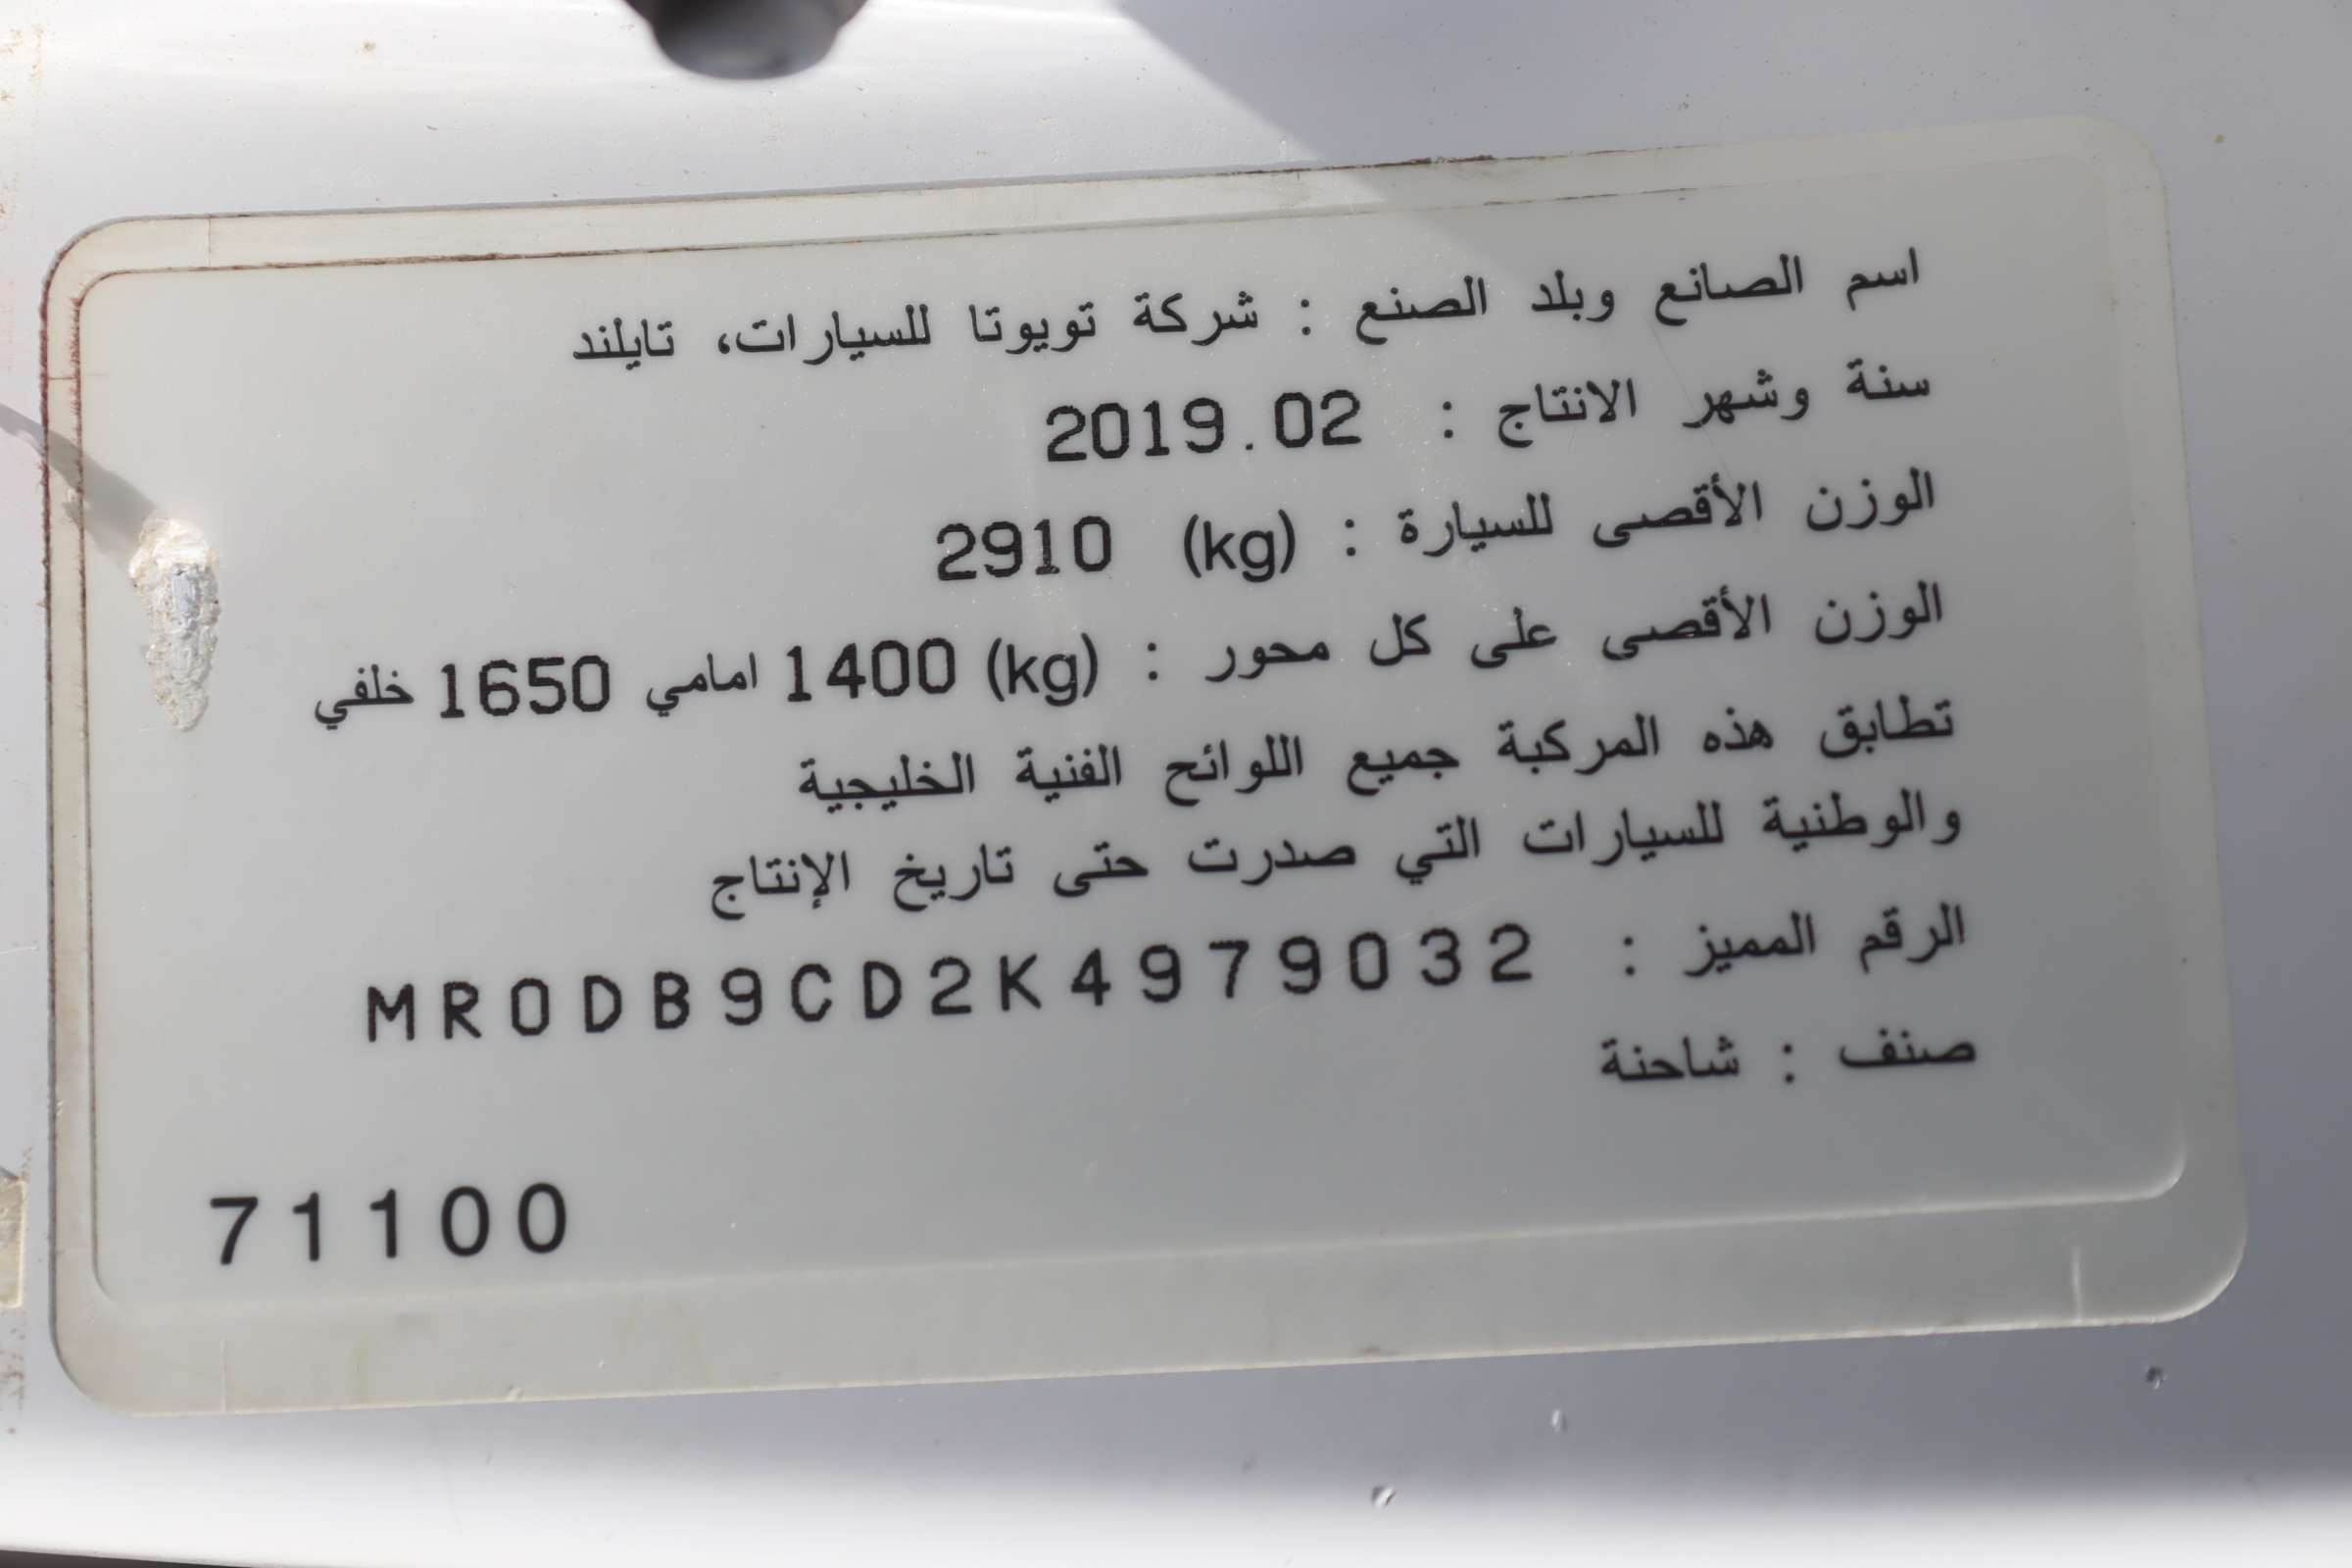 اسم الصانع وبلد الصنع : شركة تويوتا للسيارات، تايلند
سنة وشهر الانتاج : 2019.02
الوزن الأقصى للسيارة : (kg) 2910
الوزن الأقصى على كل محور : (kg) 1400 امامي 1650 خلفي
تطابق هذه المركبة جميع اللوائح الفنية الخليجية
والوطنية للسيارات التي صدرت حتى تاريخ الإنتاج
الرقم المميز : MR0DB9CD2K4979032
صنف : شاحنة
71100